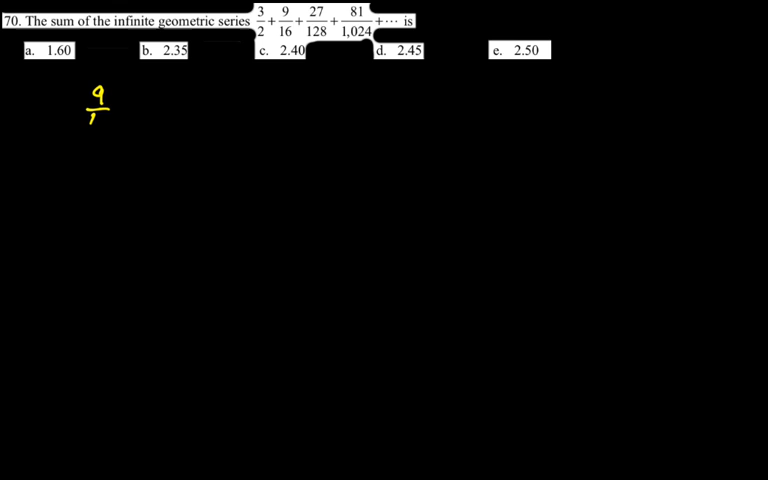 70. The sum of the infinite geometric series 3/2 + 9/16 + 27/128 + 81/1,024 + ⋯ is
a. 1.60 b. 2.35 c. 2.40 d. 2.45 e. 2.50
9
1